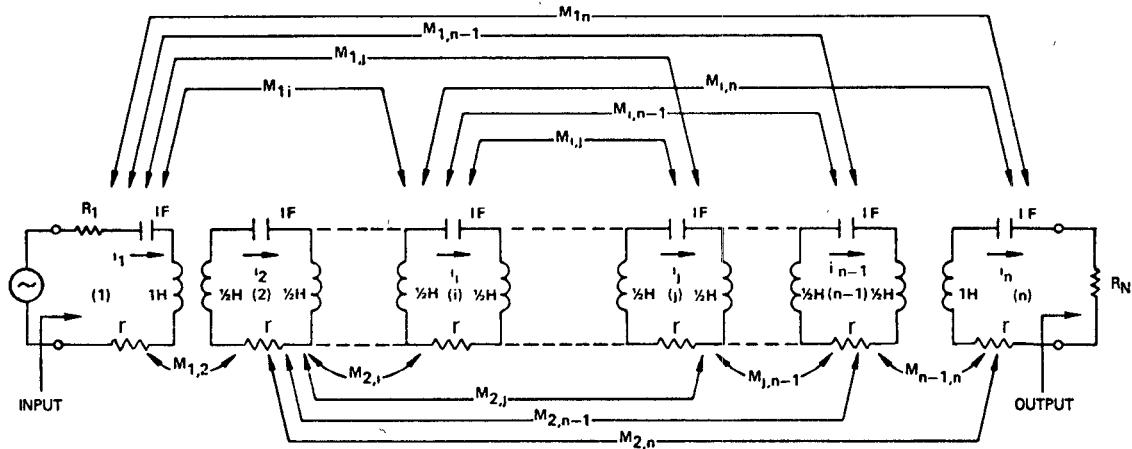 M1n
M1,n-1
M1,j
M1i
Mi,n
Mi,n-1
Mi,j
R1 1F 1F 1F 1F 1F 1F
i1 i2 ii ij in-1 in RN
(1) 1H ½H (2) ½H ½H (i) ½H ½H (j) ½H ½H (n-1) ½H 1H (n)
r r r r r r
M1,2 M2,i Mj,n-1 Mn-1,n
INPUT M2,j OUTPUT
M2,n-1
M2,n